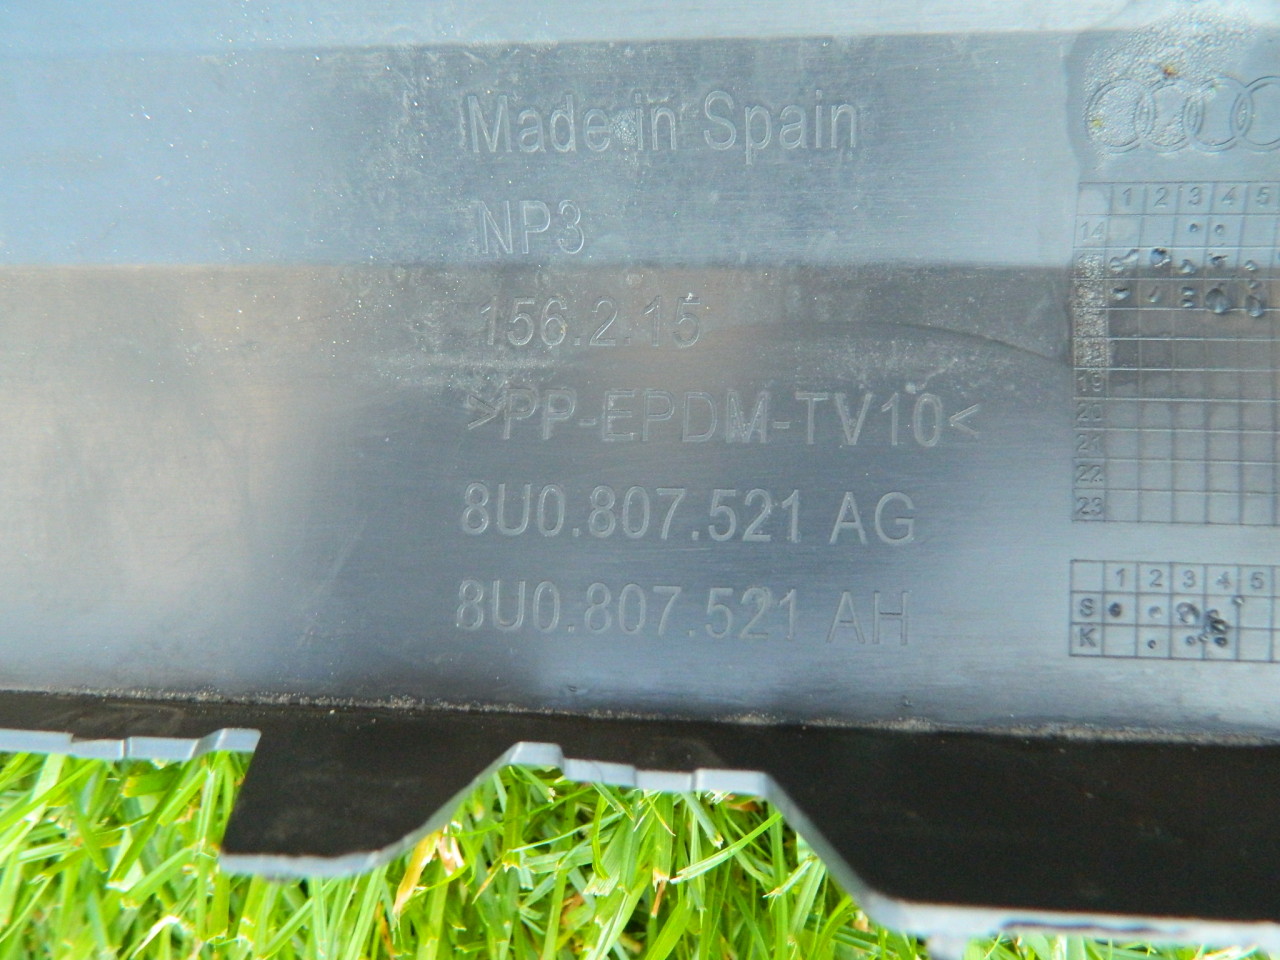 Made in Spain
NP3
156.2.15
>PP-EPDM-TV10<
8U0.807.521 AG
8U0.807.521 AH
1 2 3 4 5
14
19
20
21
22
23
1 2 3 4 5
S
K